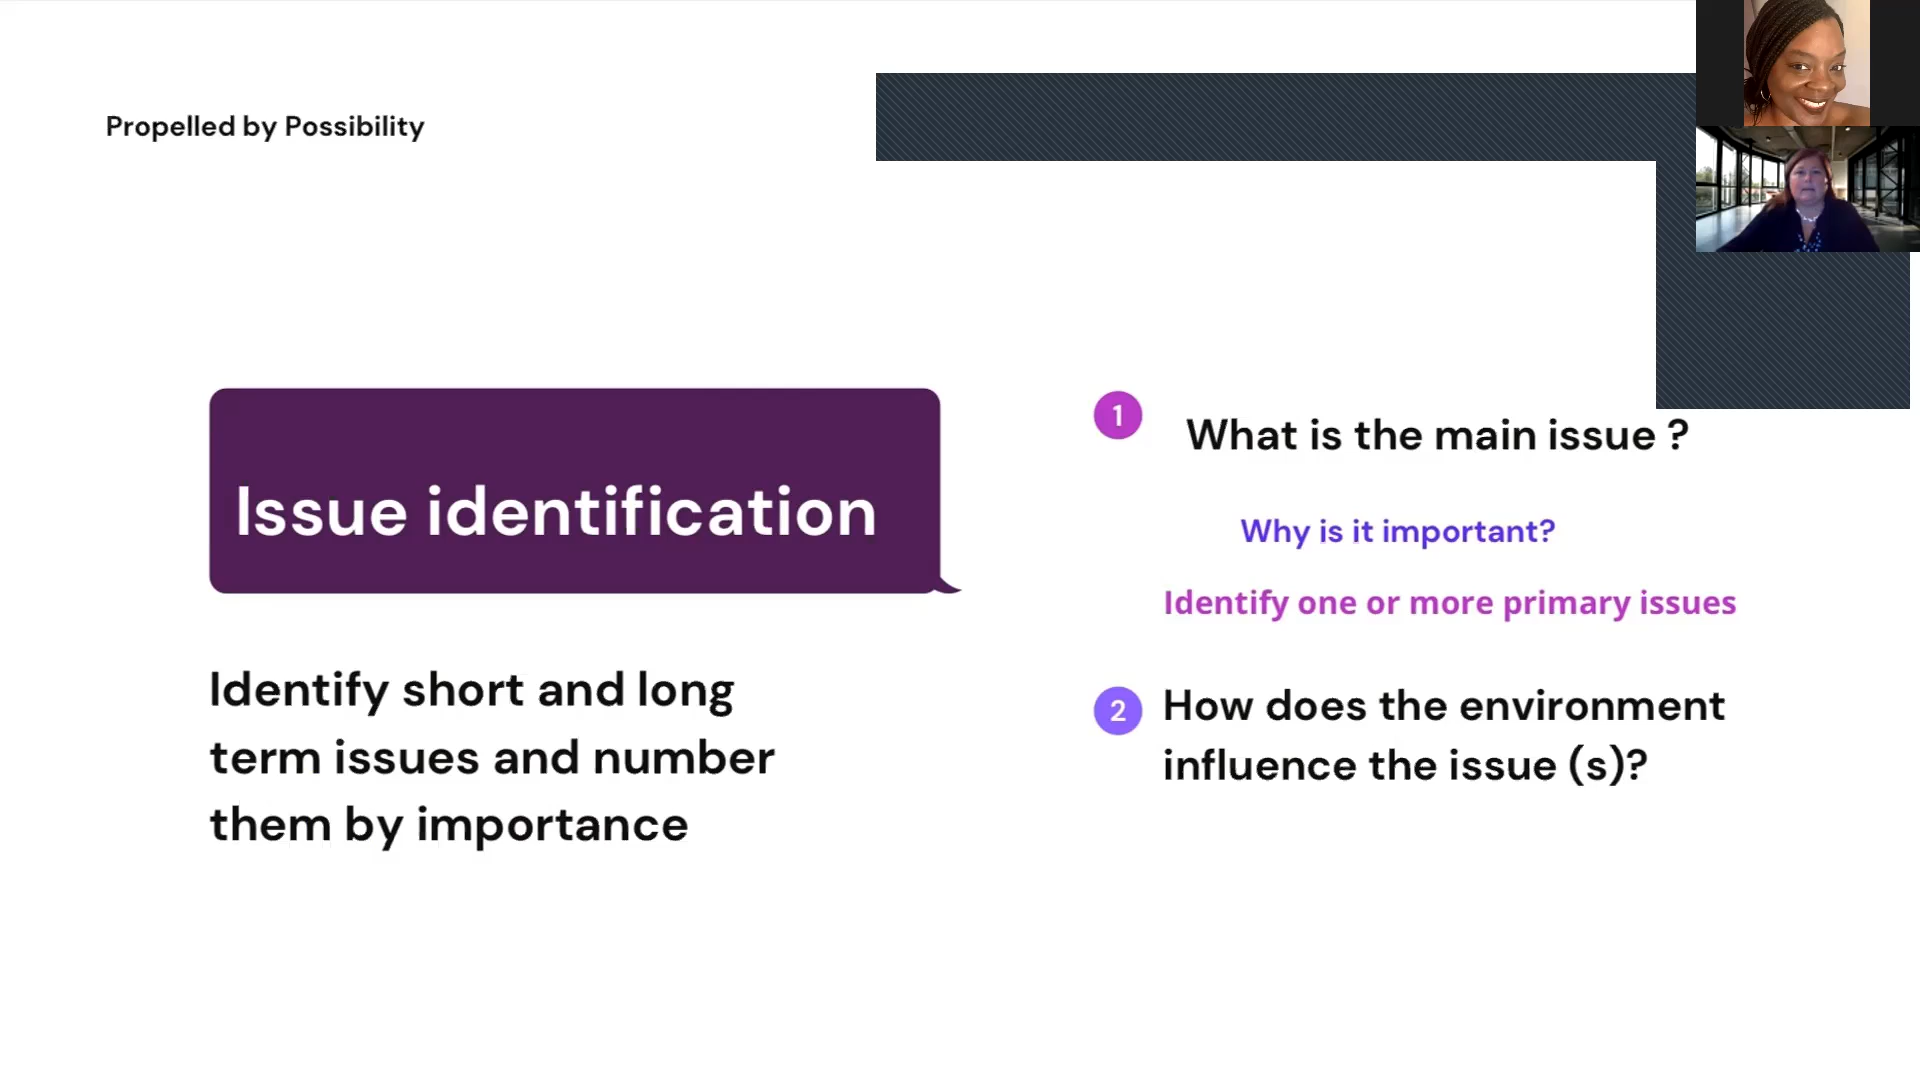 Propelled by Possibility
Issue identification
Identify short and long
term issues and number
them by importance
1
What is the main issue ?
Why is it important?
Identify one or more primary issues
2
How does the environment
influence the issue (s)?